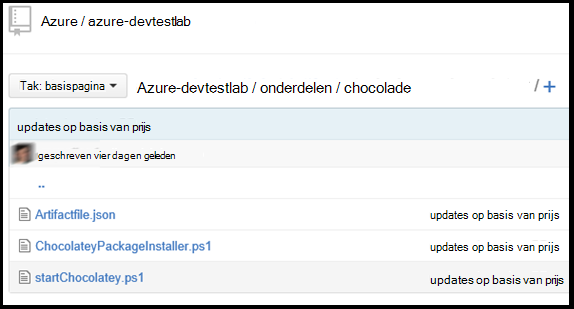 Azure / azure-devtestlab
Tak: basispagina Azure-devtestlab / onderdelen / chocolade / +
updates op basis van prijs
geschreven vier dagen geleden
..
Artifactfile.json updates op basis van prijs
ChocolateyPackageInstaller.ps1 updates op basis van prijs
startChocolatey.ps1 updates op basis van prijs